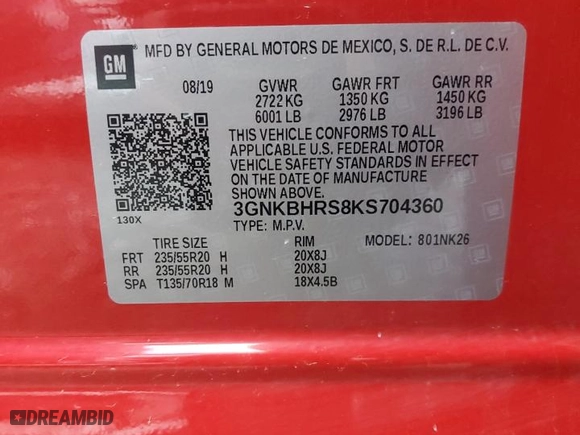 GM
MFD BY GENERAL MOTORS DE MEXICO, S. DE R.L. DE C.V.
08/19 GVWR GAWR FRT GAWR RR
2722 KG 1350 KG 1450 KG
6001 LB 2976 LB 3196 LB
THIS VEHICLE CONFORMS TO ALL
APPLICABLE U.S. FEDERAL MOTOR
VEHICLE SAFETY STANDARDS IN EFFECT
ON THE DATE OF MANUFACTURE
SHOWN ABOVE.
3GNKBHRS8KS704360
130X TYPE: M.P.V.
TIRE SIZE RIM MODEL: 801NK26
FRT 235/55R20 H 20X8J
RR 235/55R20 H 20X8J
SPA T135/70R18 M 18X4.5B
DREAMBID